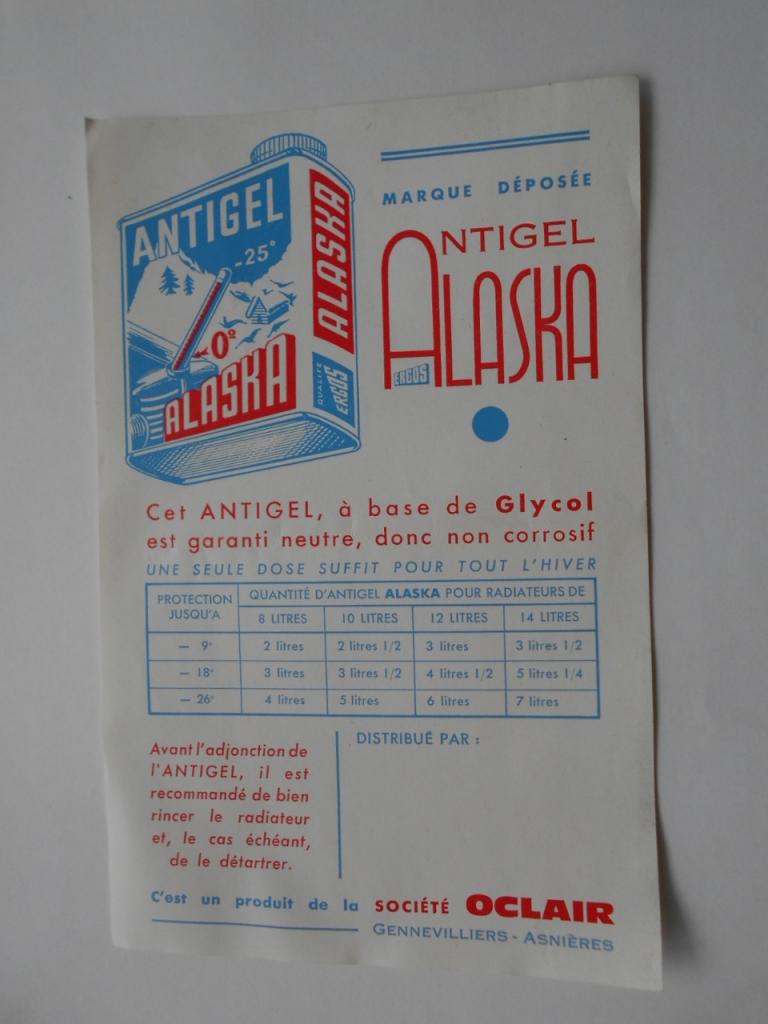 ANTIGEL
-25°
0°
ALASKA
ALASKA
QUALITÉ
ERGOS
MARQUE DÉPOSÉE
ANTIGEL
ALASKA
ERGOS
Cet ANTIGEL, à base de Glycol
est garanti neutre, donc non corrosif
UNE SEULE DOSE SUFFIT POUR TOUT L'HIVER
PROTECTION JUSQU'A
QUANTITÉ D'ANTIGEL ALASKA POUR RADIATEURS DE
8 LITRES 10 LITRES 12 LITRES 14 LITRES
— 9° 2 litres 2 litres 1/2 3 litres 3 litres 1/2
— 18° 3 litres 3 litres 1/2 4 litres 1/2 5 litres 1/4
— 26° 4 litres 5 litres 6 litres 7 litres
Avant l'adjonction de
l'ANTIGEL, il est
recommandé de bien
rincer le radiateur
et, le cas échéant,
de le détartrer.
DISTRIBUÉ PAR :
C'est un produit de la SOCIÉTÉ OCLAIR
GENNEVILLIERS - ASNIÈRES